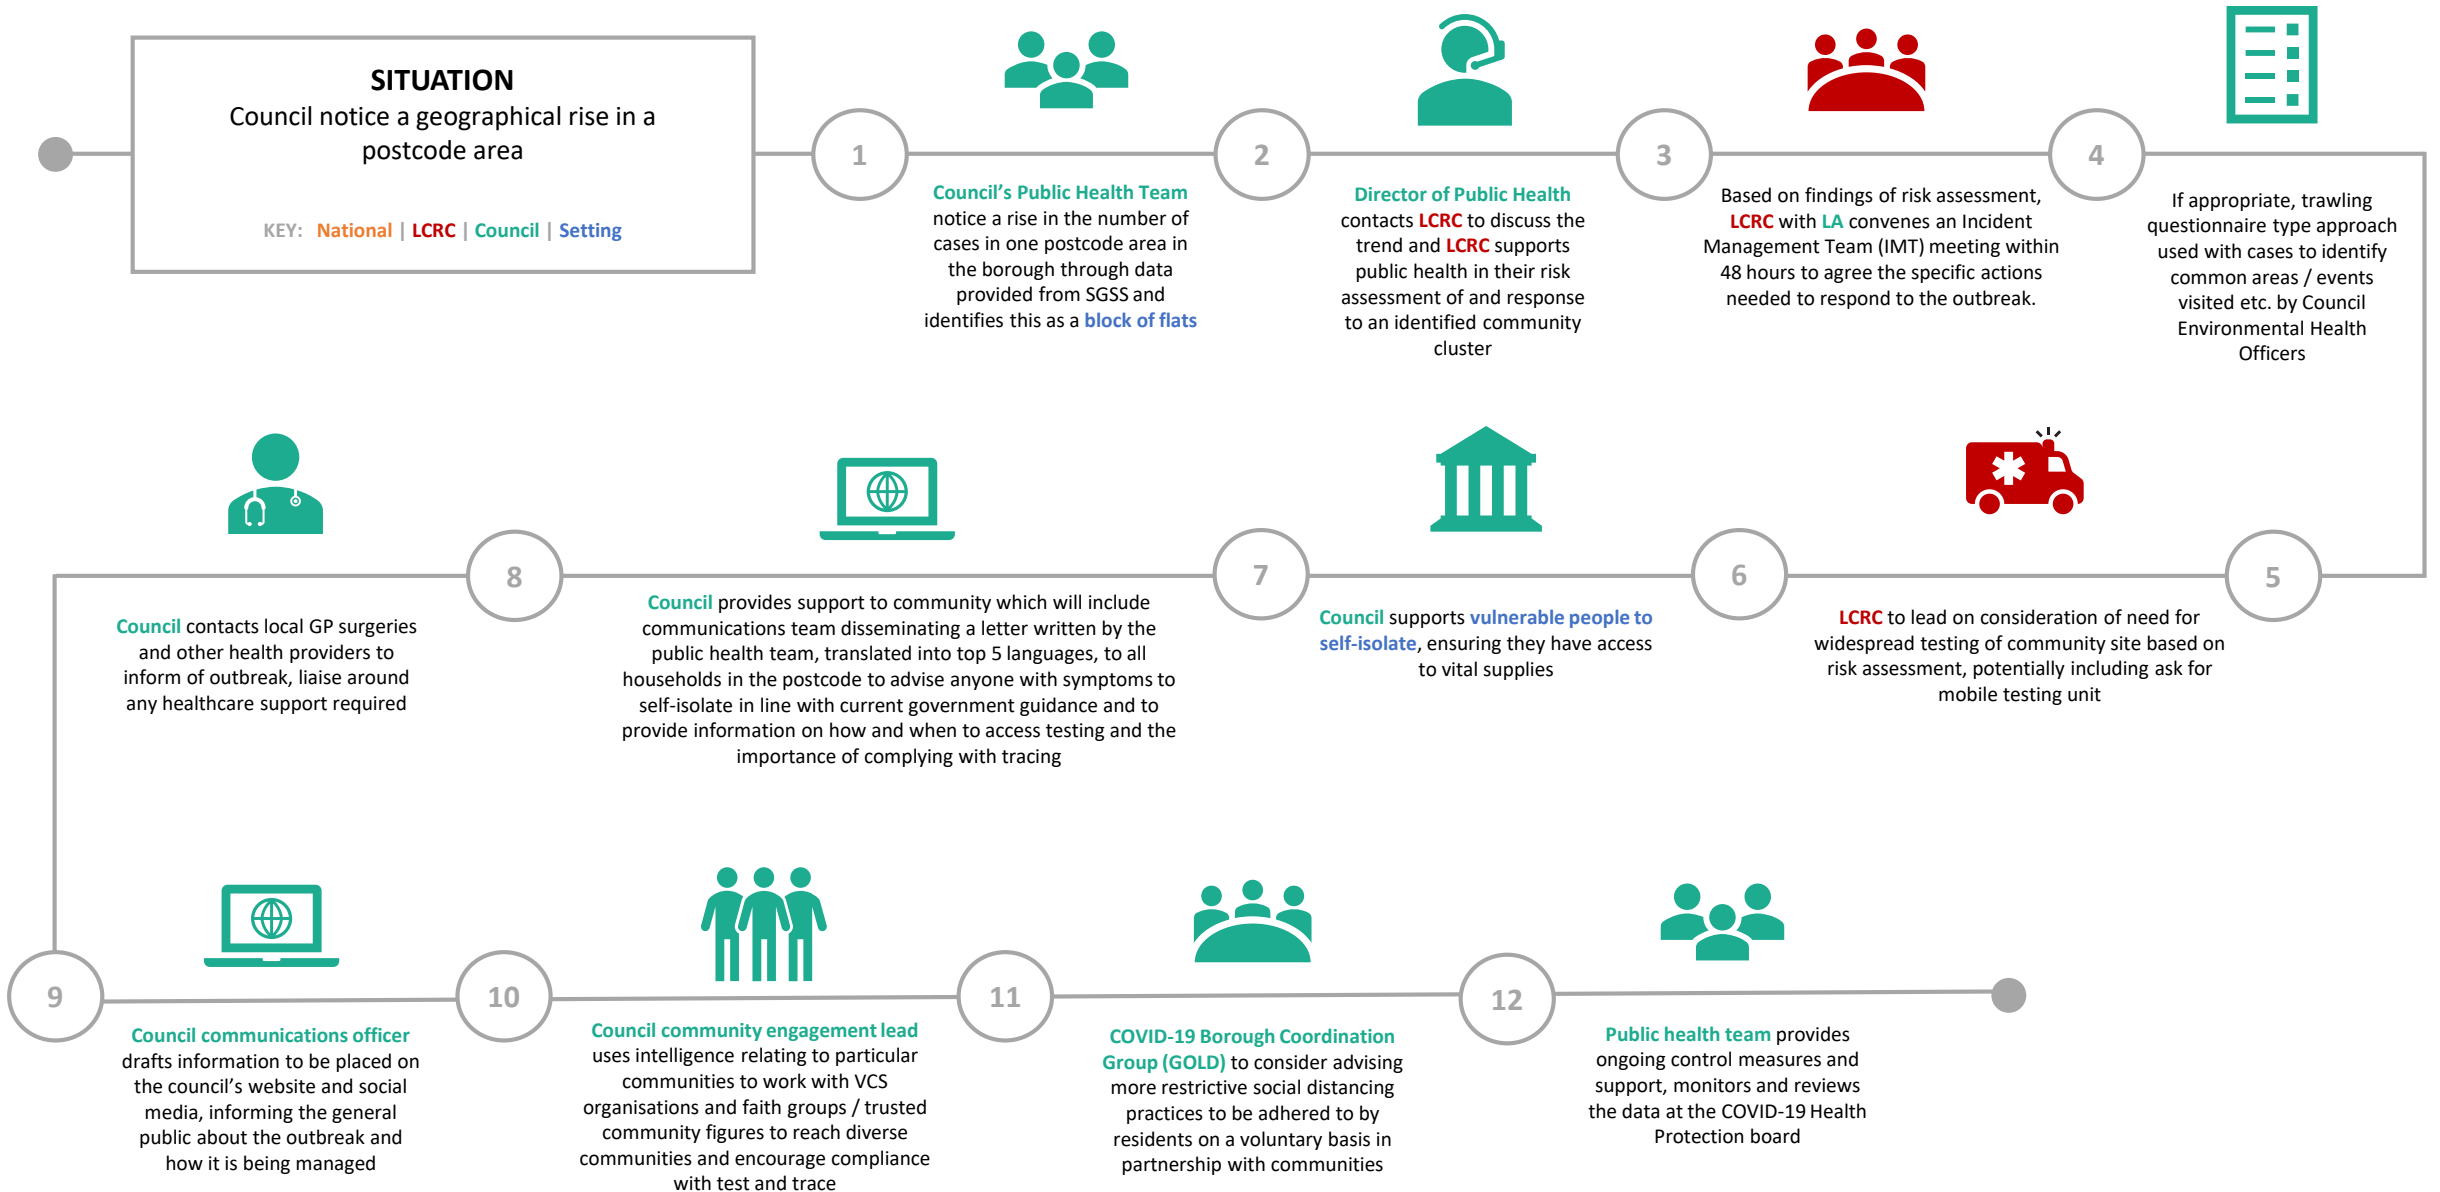 SITUATION
Council notice a geographical rise in a
postcode area
KEY: National | LCRC | Council | Setting
1
Council's Public Health Team
notice a rise in the number of
cases in one postcode area in
the borough through data
provided from SGSS and
identifies this as a block of flats
2
Director of Public Health
contacts LCRC to discuss the
trend and LCRC supports
public health in their risk
assessment of and response
to an identified community
cluster
3
Based on findings of risk assessment,
LCRC with LA convenes an Incident
Management Team (IMT) meeting within
48 hours to agree the specific actions
needed to respond to the outbreak.
4
If appropriate, trawling
questionnaire type approach
used with cases to identify
common areas / events
visited etc. by Council
Environmental Health
Officers
5
LCRC to lead on consideration of need for
widespread testing of community site based on
risk assessment, potentially including ask for
mobile testing unit
6
Council supports vulnerable people to
self-isolate, ensuring they have access
to vital supplies
7
Council provides support to community which will include
communications team disseminating a letter written by the
public health team, translated into top 5 languages, to all
households in the postcode to advise anyone with symptoms to
self-isolate in line with current government guidance and to
provide information on how and when to access testing and the
importance of complying with tracing
8
Council contacts local GP surgeries
and other health providers to
inform of outbreak, liaise around
any healthcare support required
9
Council communications officer
drafts information to be placed on
the council's website and social
media, informing the general
public about the outbreak and
how it is being managed
10
Council community engagement lead
uses intelligence relating to particular
communities to work with VCS
organisations and faith groups / trusted
community figures to reach diverse
communities and encourage compliance
with test and trace
11
COVID-19 Borough Coordination
Group (GOLD) to consider advising
more restrictive social distancing
practices to be adhered to by
residents on a voluntary basis in
partnership with communities
12
Public health team provides
ongoing control measures and
support, monitors and reviews
the data at the COVID-19 Health
Protection board